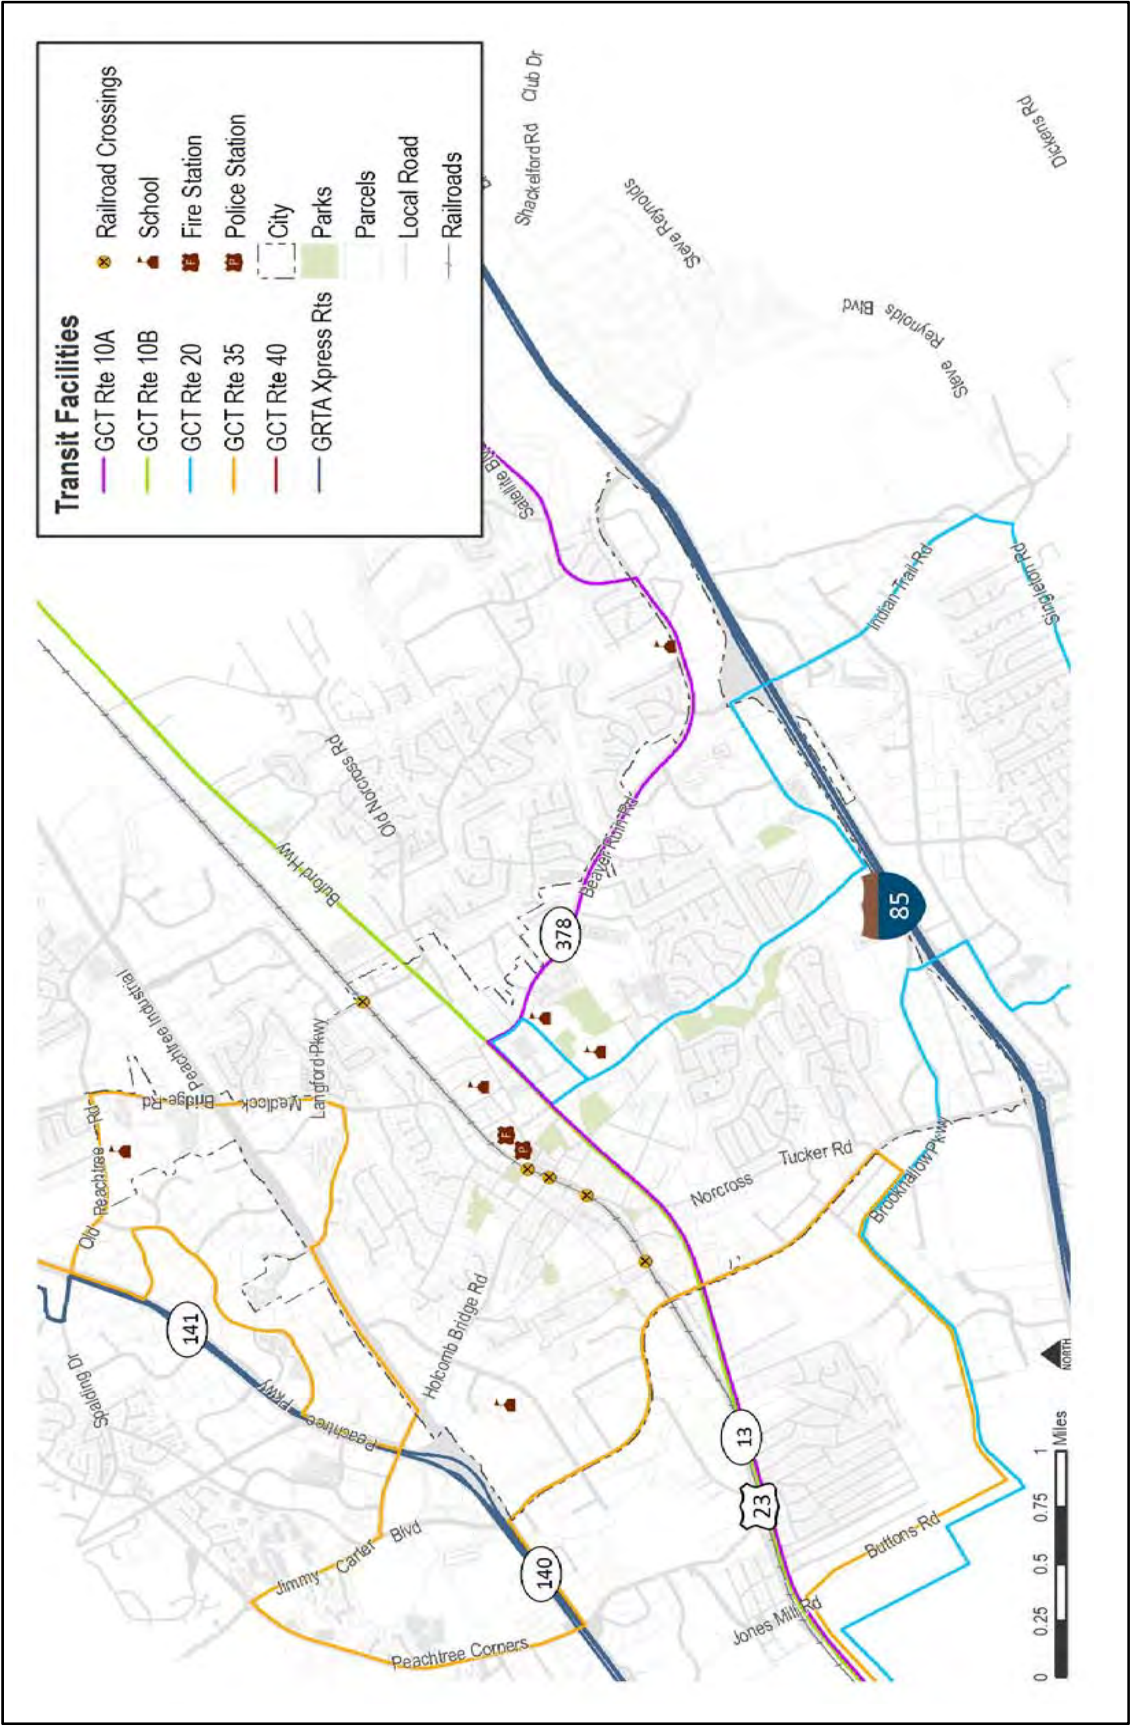 Transit Facilities
GCT Rte 10A
GCT Rte 10B
GCT Rte 20
GCT Rte 35
GCT Rte 40
GRTA Xpress Rts
Railroad Crossings
School
Fire Station
F
Police Station
P
City
Parks
Parcels
Local Road
Railroads
Spalding Dr
141
Peachtree
Pkwy
Old Peachtree Rd
Medlock Bridge Rd
Peachtree Industrial
Langford Pkwy
Buford Hwy
Old Norcross Rd
Satellite Blv
Shackelford Rd
Club Dr
Steve Reynolds
Steve Reynolds Blvd
Dickens Rd
Jimmy Carter Blvd
Peachtree Corners
140
Holcomb Bridge Rd
F
P
378
Beaver Ruin Rd
Indian Trail Rd
Singleton Rd
85
Norcross Tucker Rd
Brookhallow Pkwy
13
23
Jones Mill Rd
Buttons Rd
0 0.25 0.5 0.75 1
Miles
NORTH